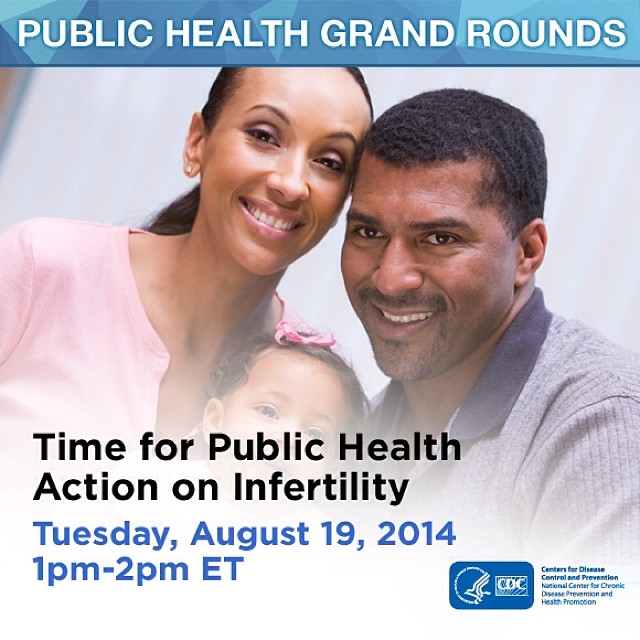 PUBLIC HEALTH GRAND ROUNDS
Time for Public Health
Action on Infertility
Tuesday, August 19, 2014
1pm-2pm ET
CDC
Centers for Disease
Control and Prevention
National Center for Chronic
Disease Prevention and
Health Promotion